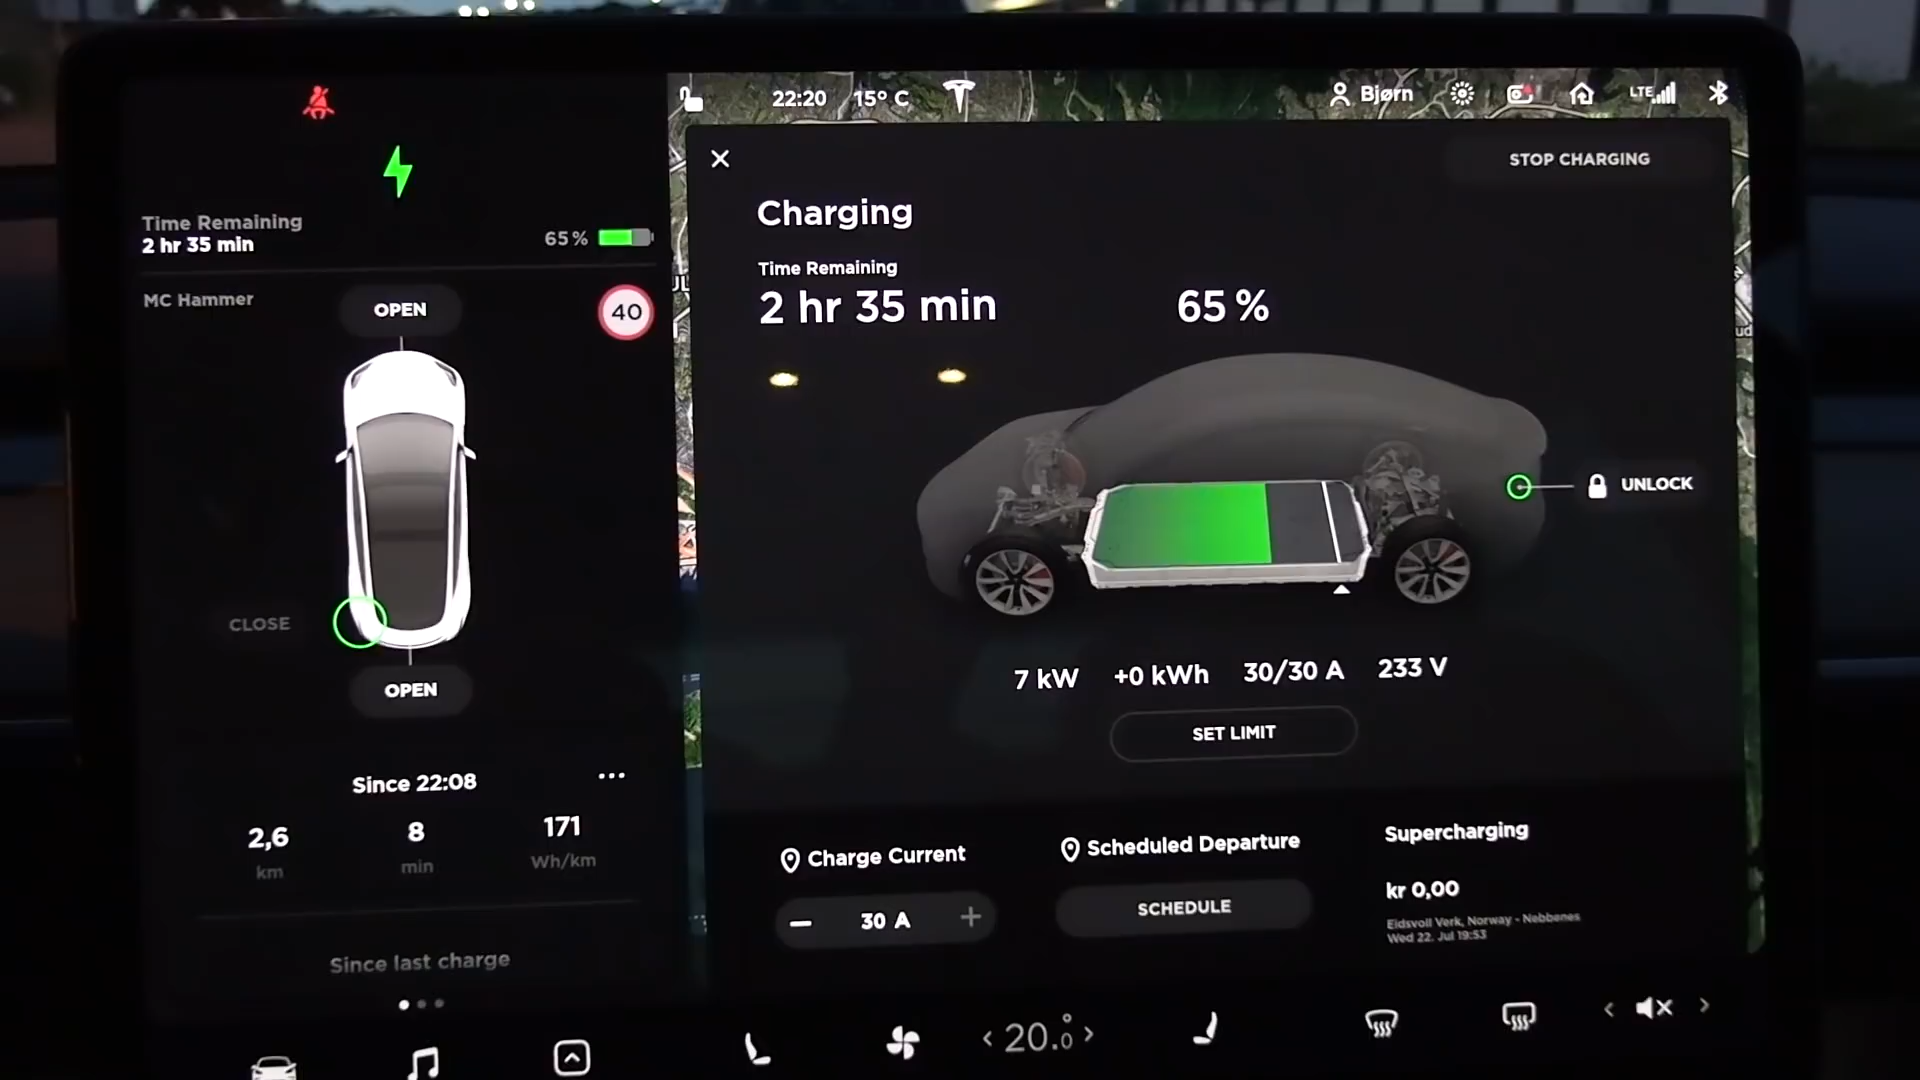 22:20 15° C Bjørn LTE
STOP CHARGING
Time Remaining
2 hr 35 min
65 %
MC Hammer
OPEN
40
CLOSE
OPEN
Since 22:08
2,6 8 171
km min Wh/km
Since last charge
Charging
Time Remaining
2 hr 35 min 65 %
UNLOCK
7 kW +0 kWh 30/30 A 233 V
SET LIMIT
Charge Current
30 A
Scheduled Departure
SCHEDULE
Supercharging
kr 0,00
Eidsvoll Verk, Norway - Nebbenes
Wed 22. Jul 19:53
20.0°